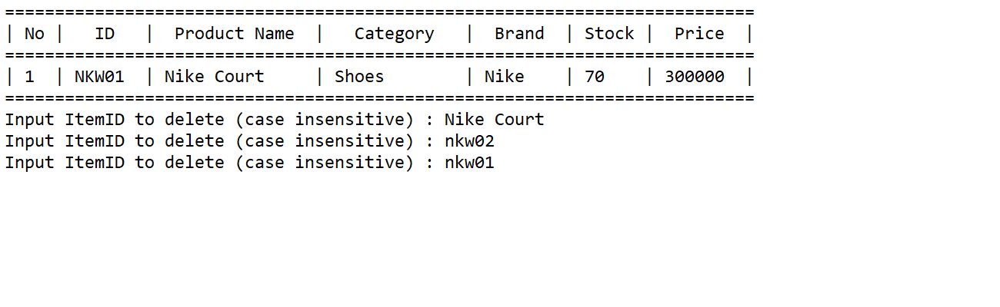 ===========================================================================
| No |   ID   |  Product Name  |   Category   |  Brand  | Stock |  Price  |
===========================================================================
| 1  | NKW01  | Nike Court     | Shoes        | Nike    | 70    | 300000  |
===========================================================================
Input ItemID to delete (case insensitive) : Nike Court
Input ItemID to delete (case insensitive) : nkw02
Input ItemID to delete (case insensitive) : nkw01